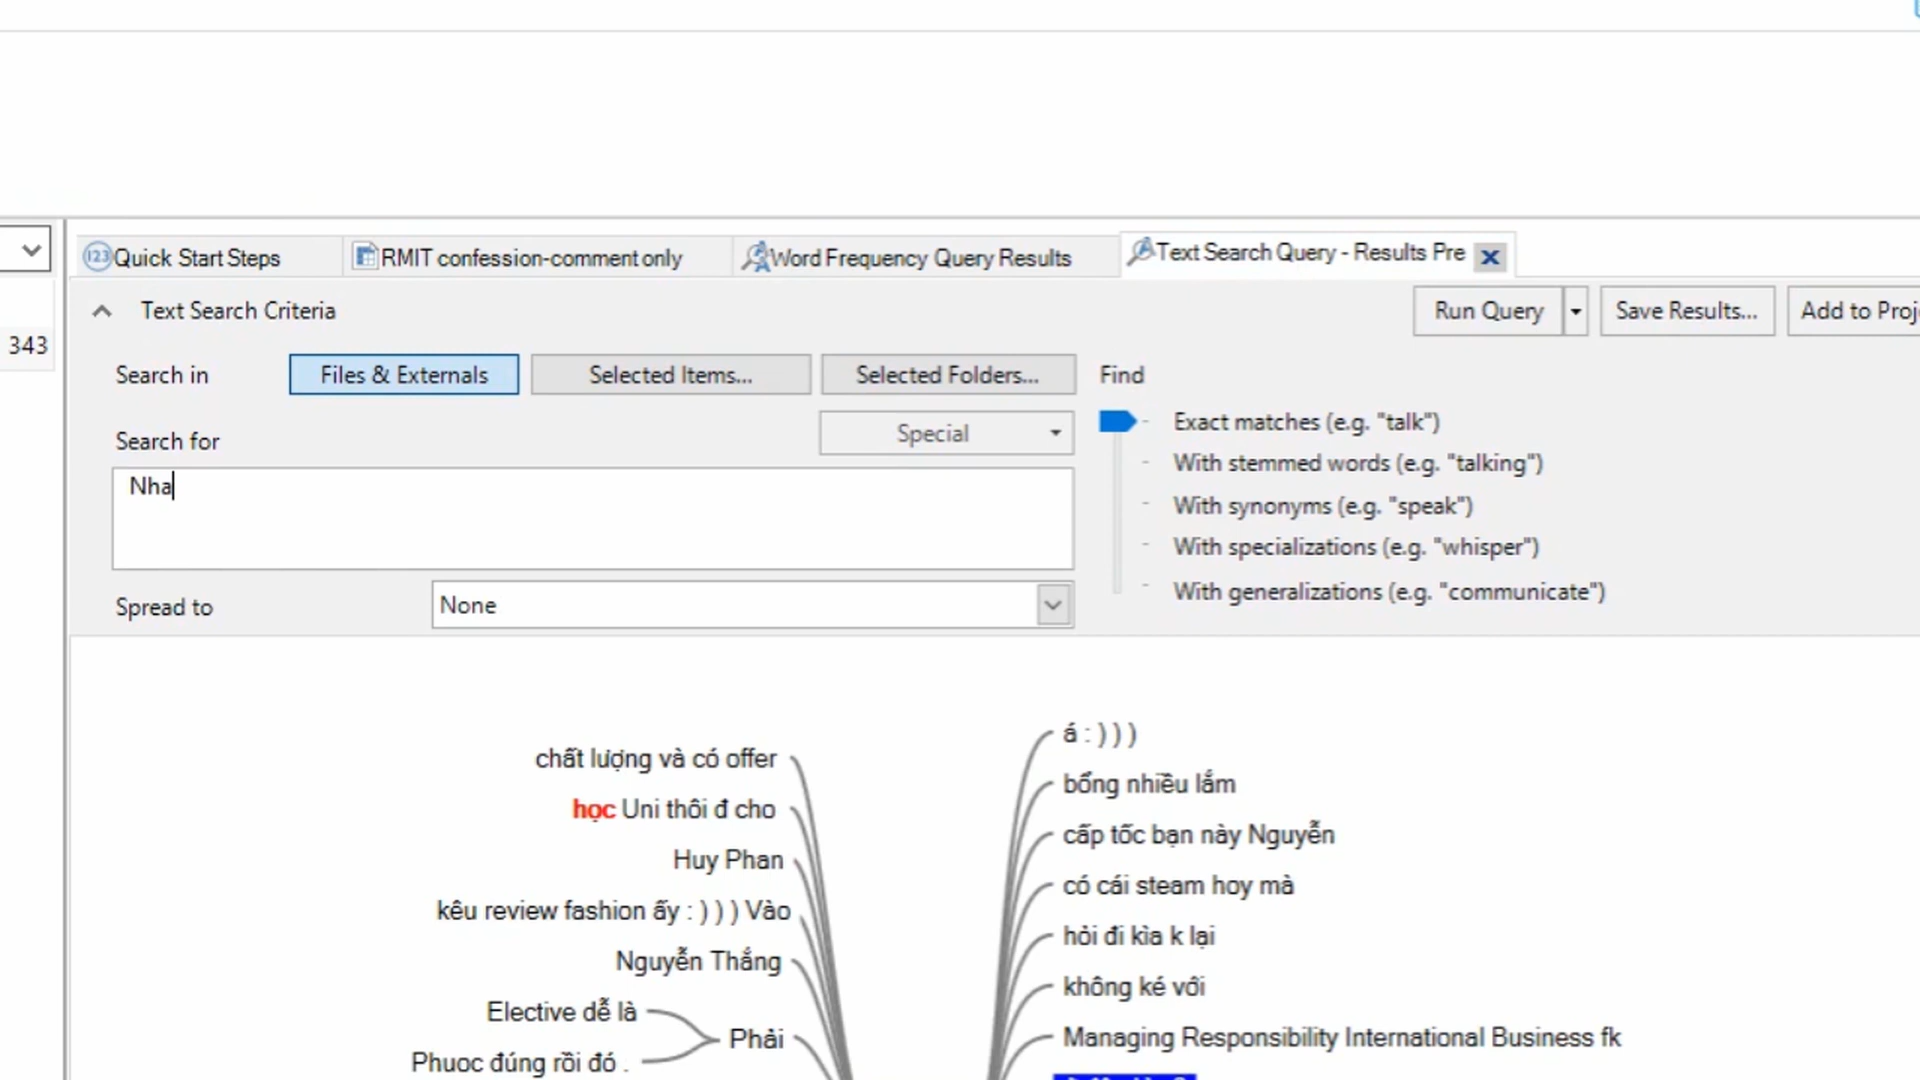 Quick Start Steps
RMIT confession-comment only
Word Frequency Query Results
Text Search Query - Results Pre
Text Search Criteria
Run Query
Save Results...
Add to Proj
343
Search in
Files & Externals
Selected Items...
Selected Folders...
Find
Search for
Special
Exact matches (e.g. "talk")
With stemmed words (e.g. "talking")
Nha
With synonyms (e.g. "speak")
With specializations (e.g. "whisper")
With generalizations (e.g. "communicate")
Spread to
None
chất lượng và có offer
học Uni thôi đ cho
Huy Phan
kêu review fashion ấy : ) ) ) Vào
Nguyễn Thắng
Elective dễ là
Phải
Phuoc đúng rồi đó .
á : ) ) )
bổng nhiều lắm
cấp tốc bạn này Nguyễn
có cái steam hoy mà
hỏi đi kìa k lại
không ké với
Managing Responsibility International Business fk